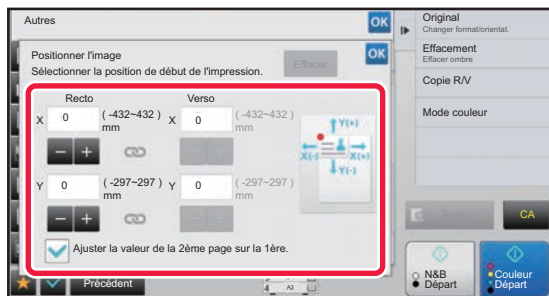 Autres
OK
Original
Changer format/orientat.
Positionner l'image
Sélectionner la position de début de l'impression.
Effacer
OK
Effacement
Effacer ombre
Copie R/V
Mode couleur
Recto
Verso
X 0 ( -432~432 ) mm
X 0 ( -432~432 ) mm
Y(+)
X(-) X(+)
Y(-)
- +
- +
Y 0 ( -297~297 ) mm
Y 0 ( -297~297 ) mm
- +
- +
Ajuster la valeur de la 2ème page sur la 1ère.
CA
Précédent
4 A3
N&B
Départ
Couleur
Départ